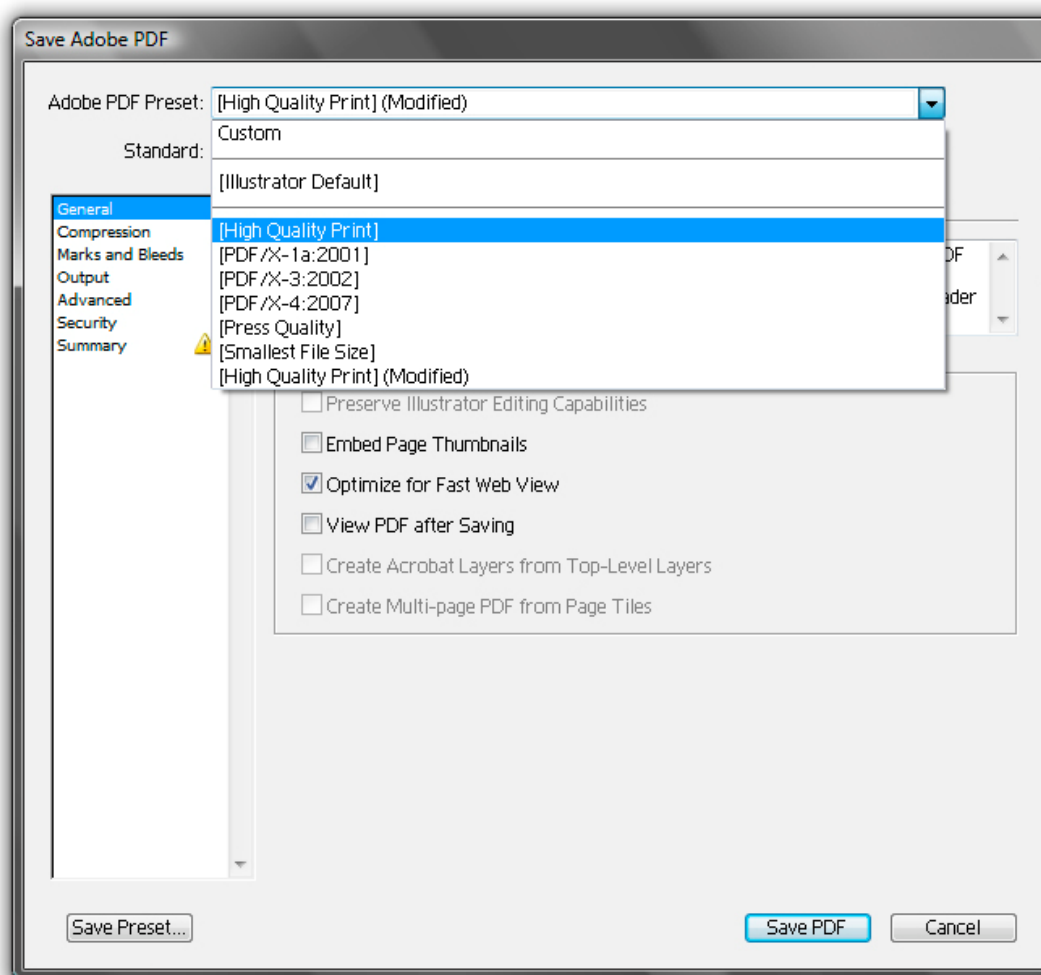 Save Adobe PDF
Adobe PDF Preset: [High Quality Print] (Modified)
Custom
Standard:
[Illustrator Default]
General
[High Quality Print]
Compression
[PDF/X-1a:2001]
DF
Marks and Bleeds
[PDF/X-3:2002]
Output
[PDF/X-4:2007]
ader
Advanced
[Press Quality]
Security
[Smallest File Size]
Summary
[High Quality Print] (Modified)
Preserve Illustrator Editing Capabilities
Embed Page Thumbnails
Optimize for Fast Web View
View PDF after Saving
Create Acrobat Layers from Top-Level Layers
Create Multi-page PDF from Page Tiles
Save Preset...
Save PDF
Cancel